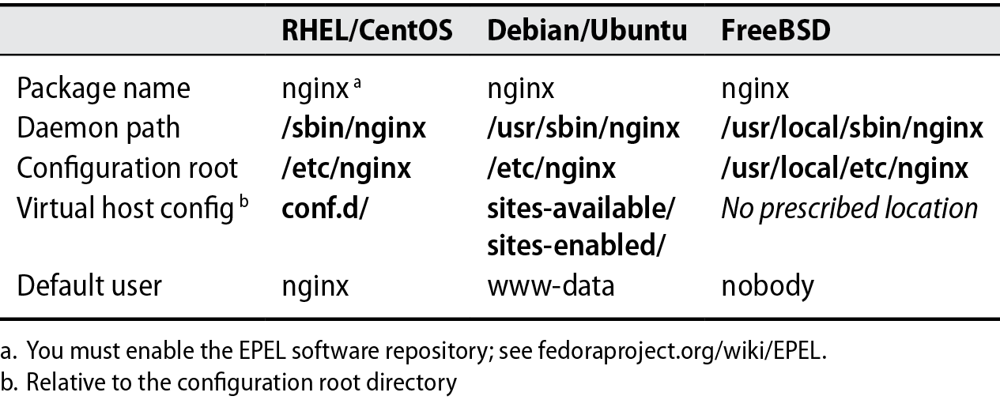 RHEL/CentOS Debian/Ubuntu FreeBSD
Package name nginx a nginx nginx
Daemon path /sbin/nginx /usr/sbin/nginx /usr/local/sbin/nginx
Configuration root /etc/nginx /etc/nginx /usr/local/etc/nginx
Virtual host config b conf.d/ sites-available/ No prescribed location
sites-enabled/
Default user nginx www-data nobody
a. You must enable the EPEL software repository; see fedoraproject.org/wiki/EPEL.
b. Relative to the configuration root directory